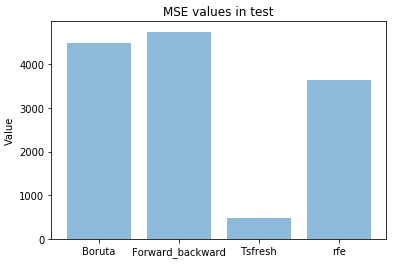 MSE values in test
Value
4000
3000
2000
1000
0
Boruta Forward_backward Tsfresh rfe